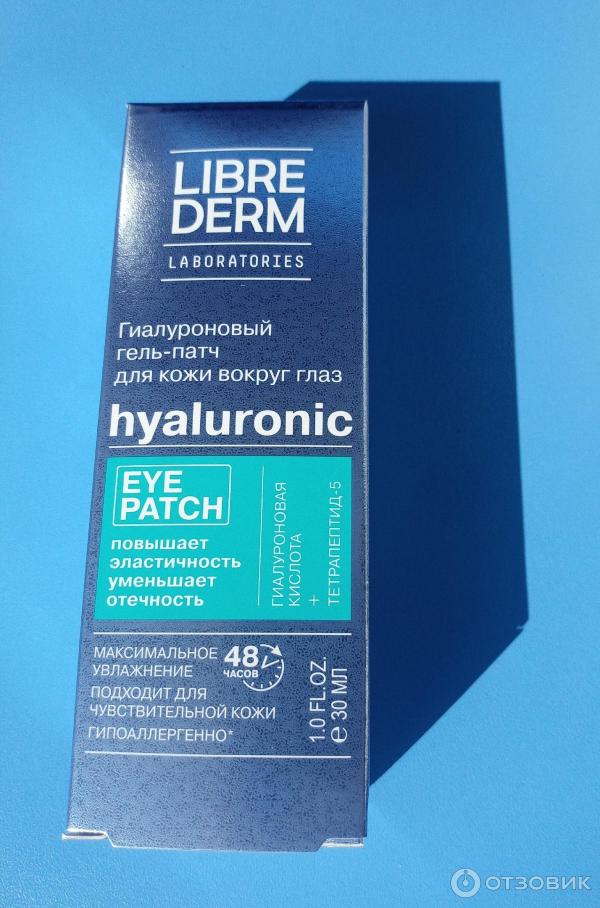 LIBRE
DERM
LABORATORIES
Гиалуроновый
гель-патч
для кожи вокруг глаз
hyaluronic
EYE
PATCH
повышает
эластичность
уменьшает
отечность
ГИАЛУРОНОВАЯ
КИСЛОТА
+
ТЕТРАПЕПТИД-5
МАКСИМАЛЬНОЕ
УВЛАЖНЕНИЕ
48
ЧАСОВ
ПОДХОДИТ ДЛЯ
ЧУВСТВИТЕЛЬНОЙ КОЖИ
ГИПОАЛЛЕРГЕННО*
1.0 FL.OZ.
℮ 30 МЛ
ОТЗОВИК